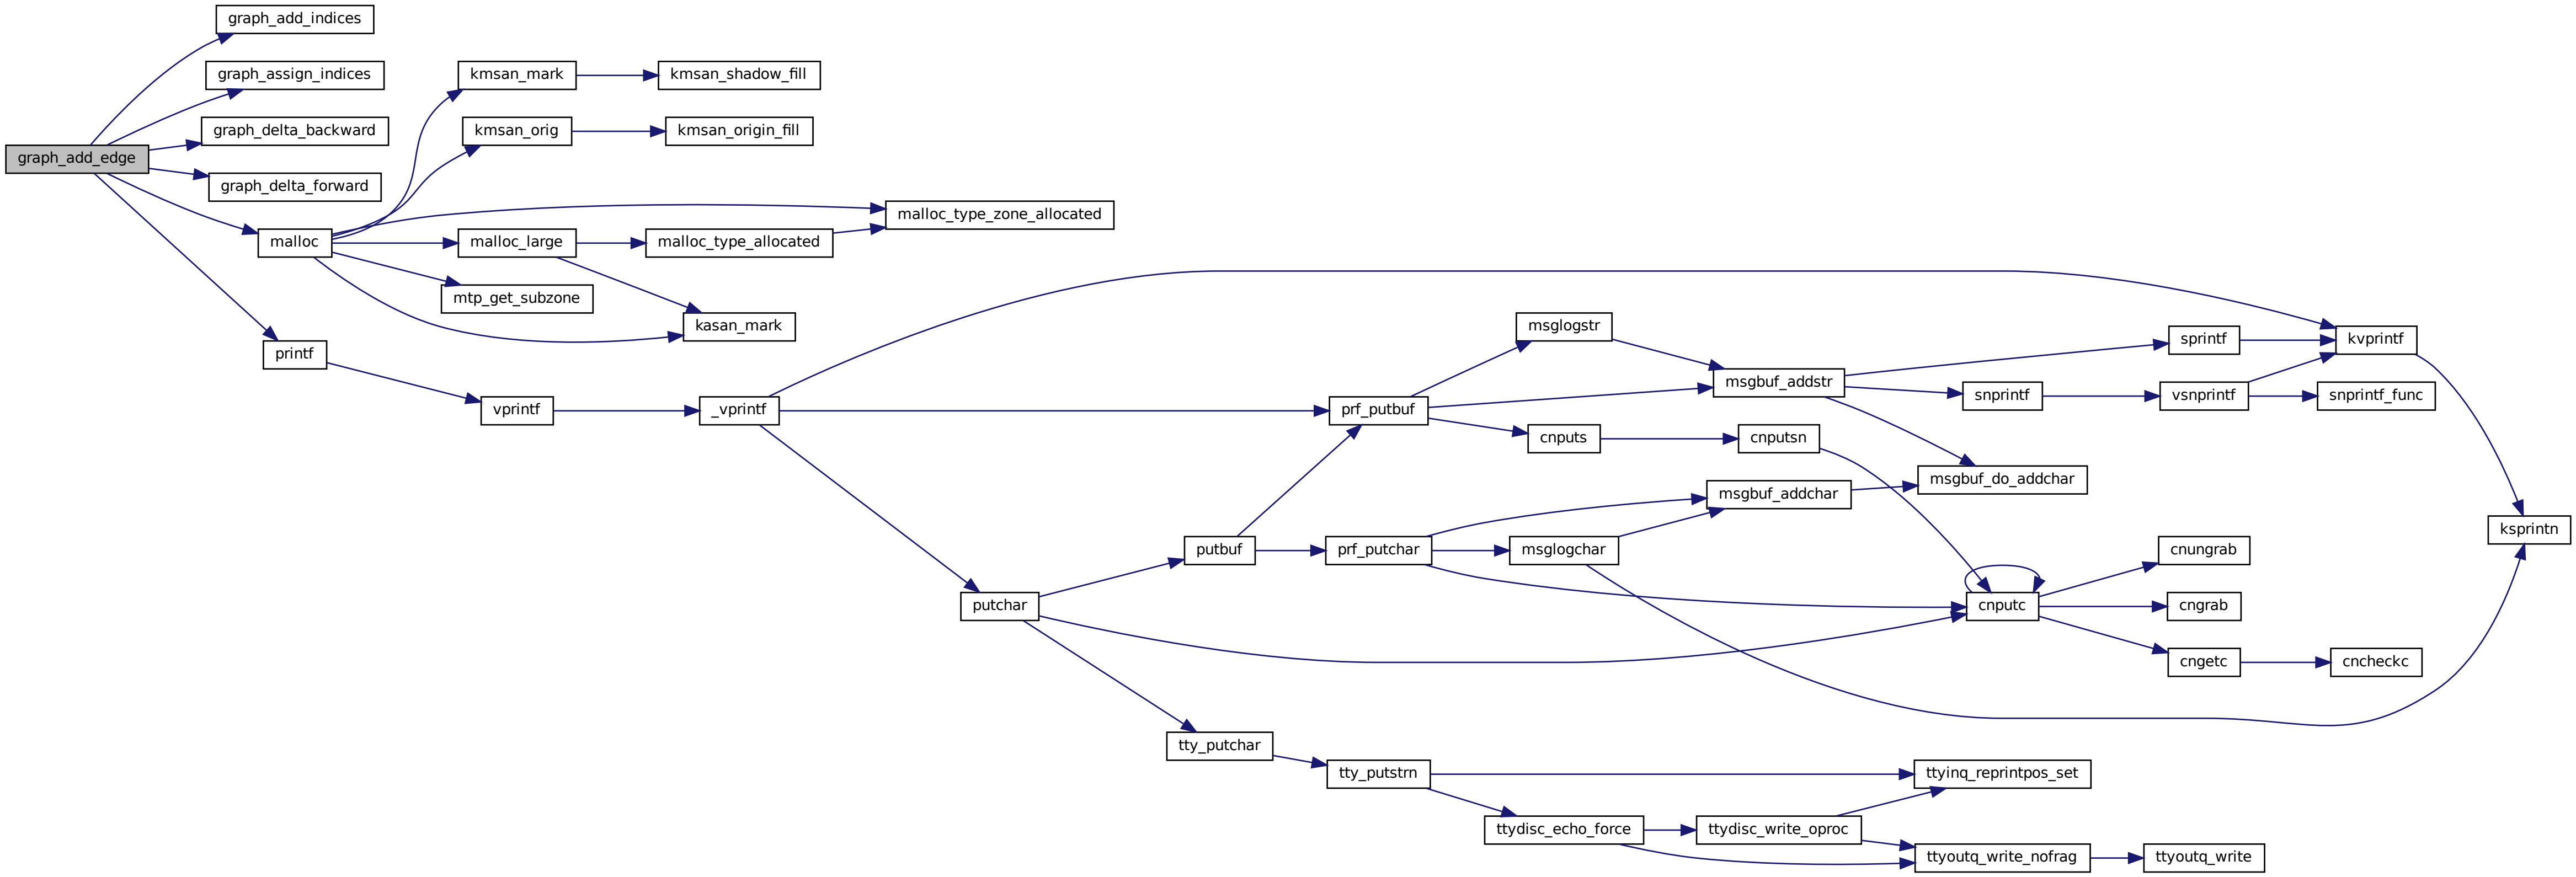 graph_add_edge
graph_add_indices
graph_assign_indices
graph_delta_backward
graph_delta_forward
malloc
printf
kmsan_mark
kmsan_shadow_fill
kmsan_orig
kmsan_origin_fill
malloc_type_zone_allocated
malloc_large
malloc_type_allocated
mtp_get_subzone
kasan_mark
vprintf
_vprintf
kvprintf
ksprintn
prf_putbuf
msglogstr
msgbuf_addstr
sprintf
snprintf
vsnprintf
snprintf_func
cnputs
cnputsn
msgbuf_addchar
msgbuf_do_addchar
putbuf
prf_putchar
msglogchar
putchar
cnputc
cnungrab
cngrab
cngetc
cncheckc
tty_putchar
tty_putstrn
ttyinq_reprintpos_set
ttydisc_echo_force
ttydisc_write_oproc
ttyoutq_write_nofrag
ttyoutq_write